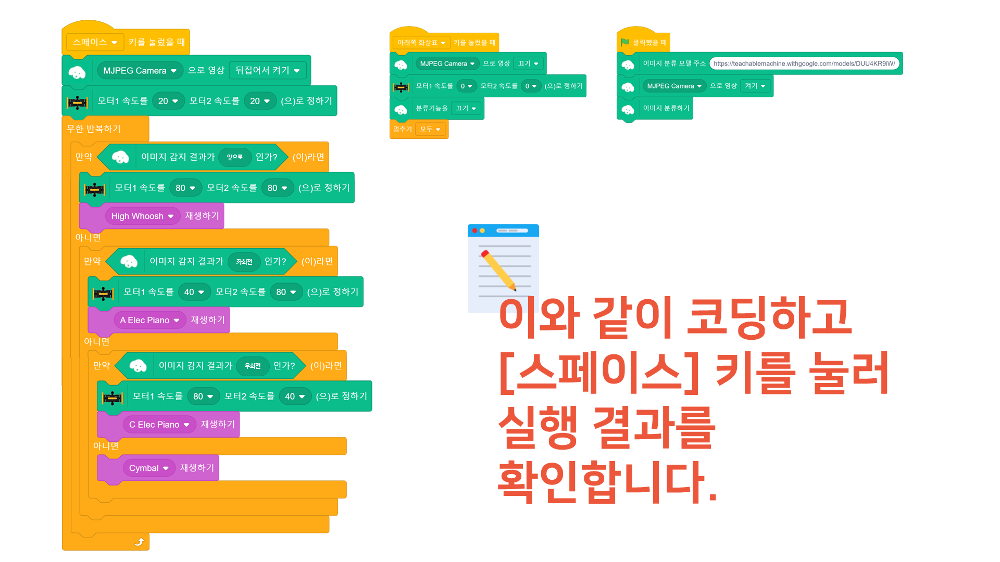 스페이스 키를 눌렀을 때
MJPEG Camera 으로 영상 뒤집어서 켜기
모터1 속도를 20 모터2 속도를 20 (으)로 정하기
무한 반복하기
만약 이미지 감지 결과가 앞으로 인가? (이)라면
모터1 속도를 80 모터2 속도를 80 (으)로 정하기
High Whoosh 재생하기
아니면
만약 이미지 감지 결과가 좌회전 인가? (이)라면
모터1 속도를 40 모터2 속도를 80 (으)로 정하기
A Elec Piano 재생하기
아니면
만약 이미지 감지 결과가 우회전 인가? (이)라면
모터1 속도를 80 모터2 속도를 40 (으)로 정하기
C Elec Piano 재생하기
아니면
Cymbal 재생하기
아래쪽 화살표 키를 눌렀을 때
MJPEG Camera 으로 영상 끄기
모터1 속도를 0 모터2 속도를 0 (으)로 정하기
분류기능을 끄기
멈추기 모두
클릭했을 때
이미지 분류 모델 주소 https://teachablemachine.withgoogle.com/models/DUU4KR9iW/
MJPEG Camera 으로 영상 켜기
이미지 분류하기
이와 같이 코딩하고
[스페이스] 키를 눌러
실행 결과를
확인합니다.